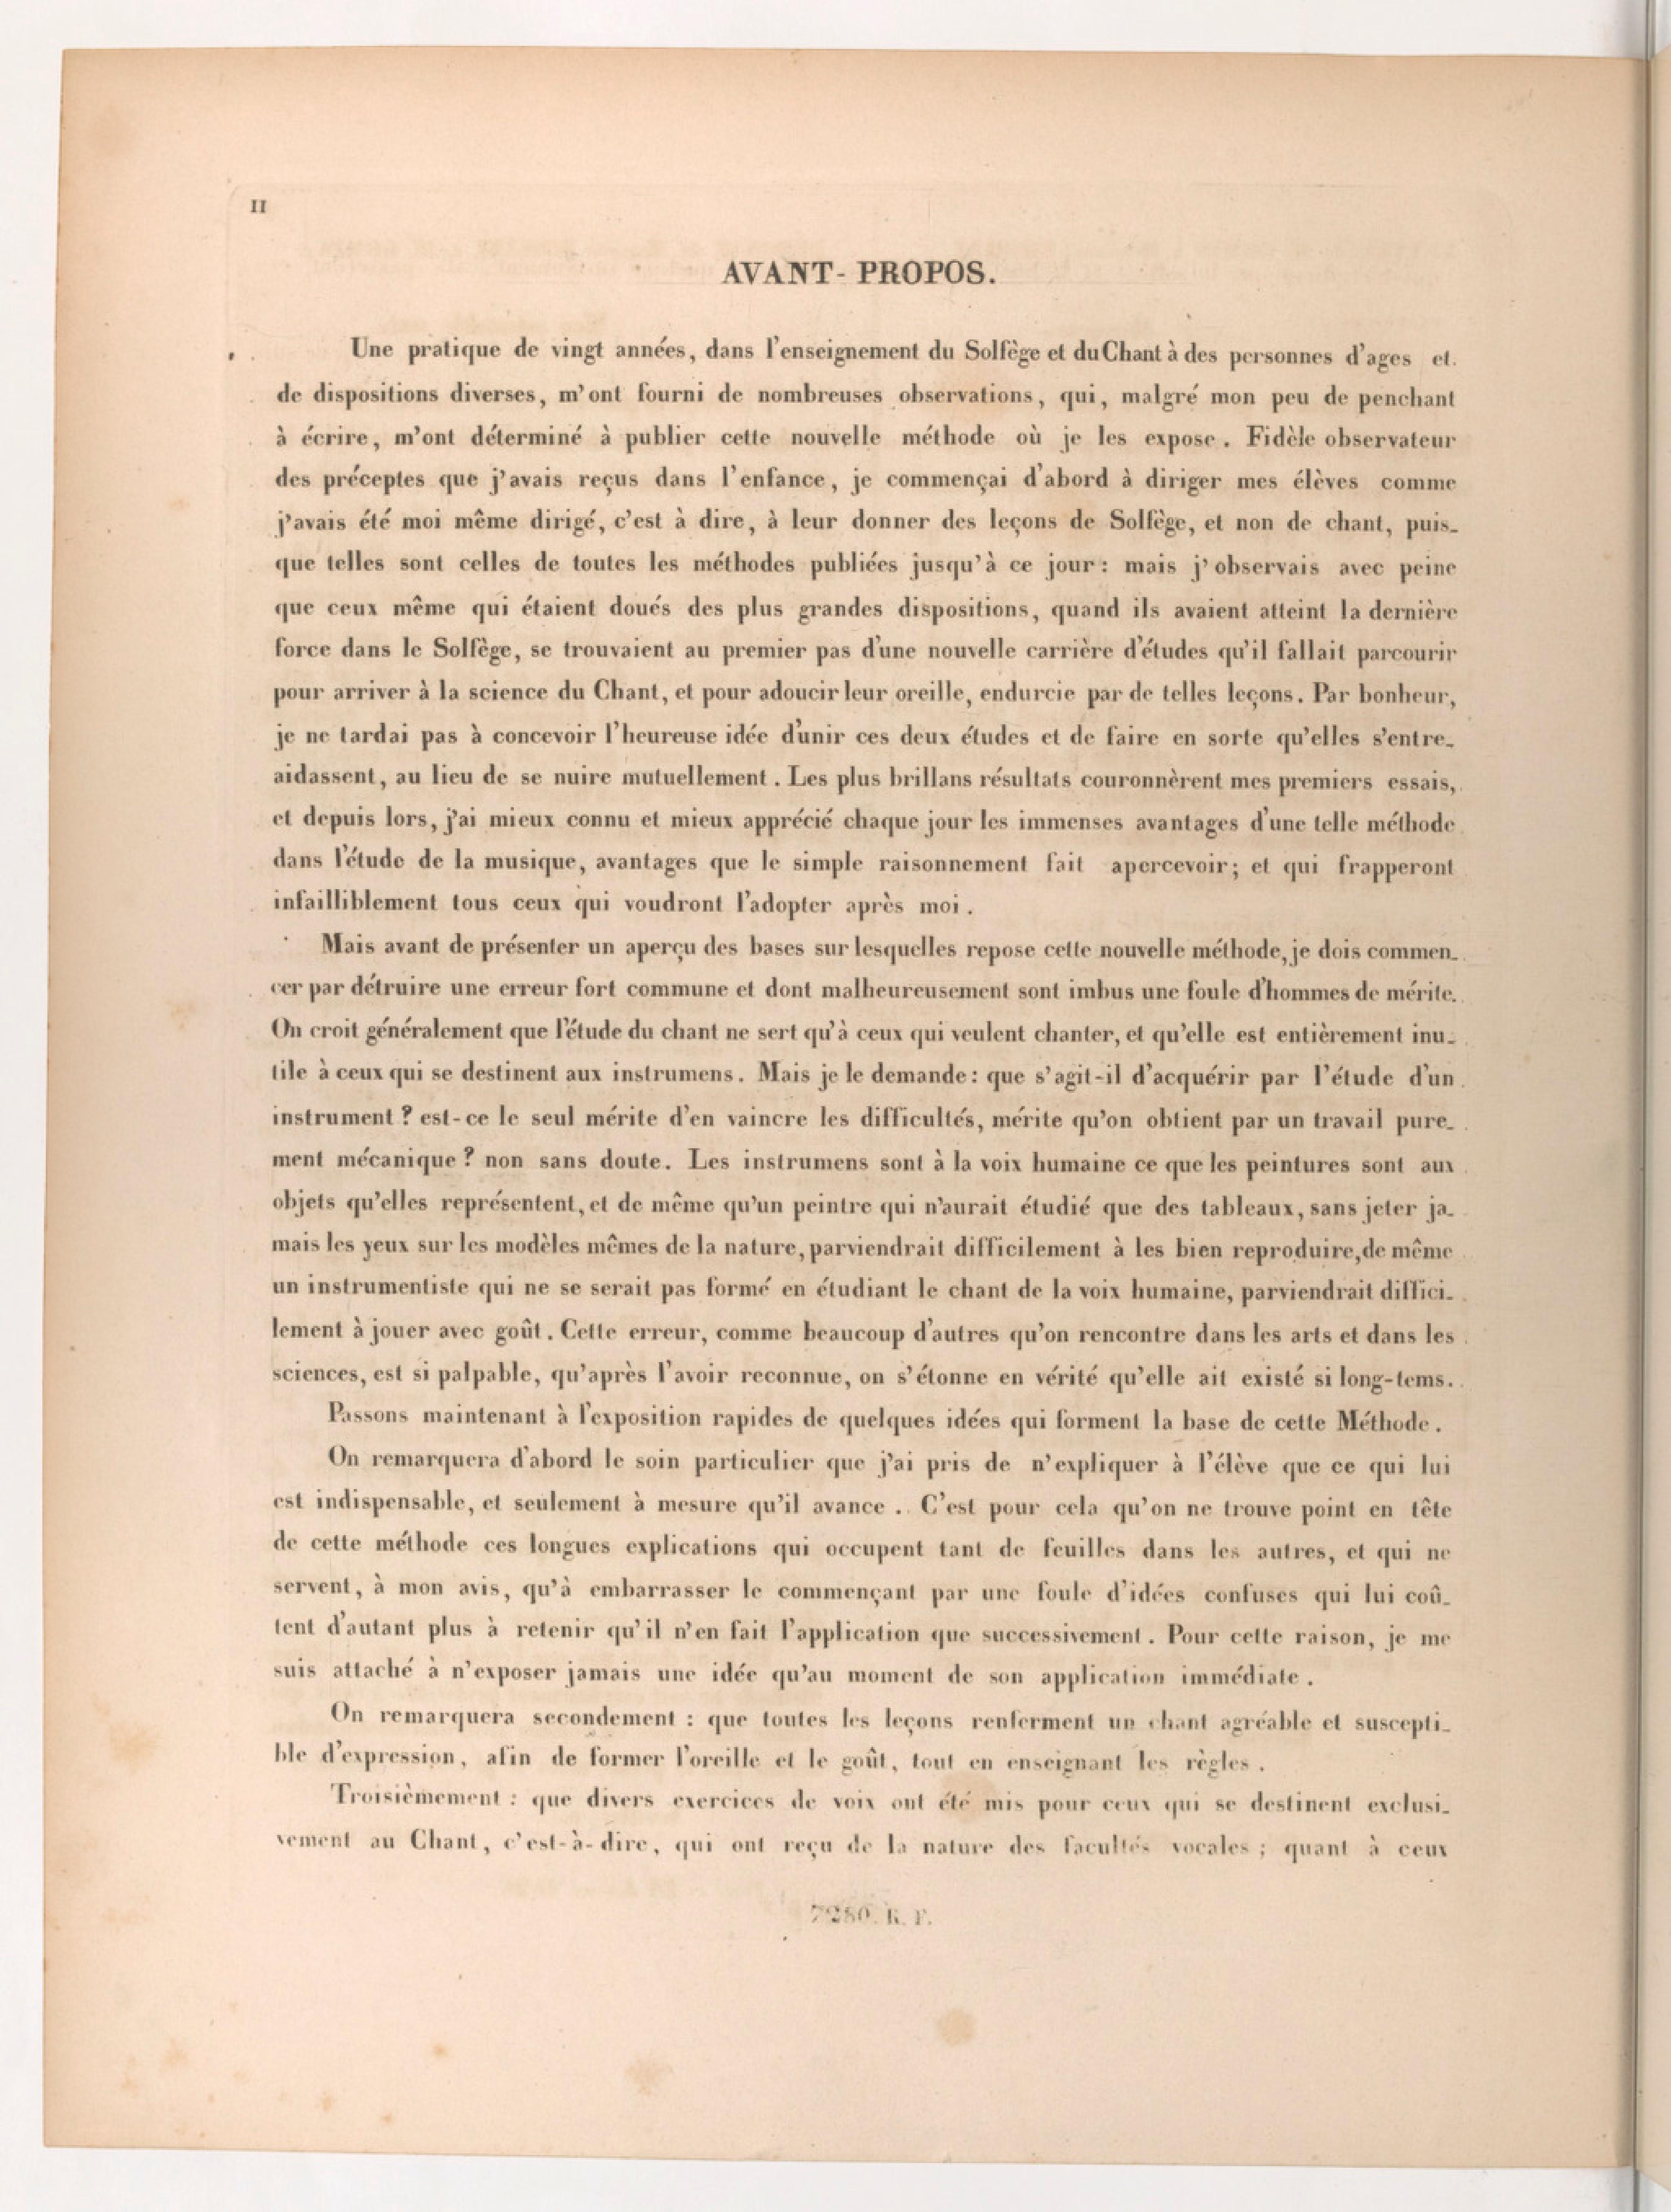 II
AVANT- PROPOS.
Une pratique de vingt années, dans l'enseignement du Solfège et du Chant à des personnes d'ages et
de dispositions diverses, m'ont fourni de nombreuses observations, qui, malgré mon peu de penchant
à écrire, m'ont déterminé à publier cette nouvelle méthode où je les expose. Fidèle observateur
des préceptes que j'avais reçus dans l'enfance, je commençai d'abord à diriger mes élèves comme
j'avais été moi même dirigé, c'est à dire, à leur donner des leçons de Solfège, et non de chant, puis-
que telles sont celles de toutes les méthodes publiées jusqu'à ce jour: mais j'observais avec peine
que ceux même qui étaient doués des plus grandes dispositions, quand ils avaient atteint la dernière
force dans le Solfège, se trouvaient au premier pas d'une nouvelle carrière d'études qu'il fallait parcourir
pour arriver à la science du Chant, et pour adoucir leur oreille, endurcie par de telles leçons. Par bonheur,
je ne tardai pas à concevoir l'heureuse idée d'unir ces deux études et de faire en sorte qu'elles s'entre-
aidassent, au lieu de se nuire mutuellement. Les plus brillans résultats couronnèrent mes premiers essais,
et depuis lors, j'ai mieux connu et mieux apprécié chaque jour les immenses avantages d'une telle méthode
dans l'étude de la musique, avantages que le simple raisonnement fait apercevoir; et qui frapperont
infailliblement tous ceux qui voudront l'adopter après moi.
Mais avant de présenter un aperçu des bases sur lesquelles repose cette nouvelle méthode, je dois commen-
cer par détruire une erreur fort commune et dont malheureusement sont imbus une foule d'hommes de mérite.
On croit généralement que l'étude du chant ne sert qu'à ceux qui veulent chanter, et qu'elle est entièrement inu-
tile à ceux qui se destinent aux instrumens. Mais je le demande: que s'agit-il d'acquérir par l'étude d'un
instrument? est-ce le seul mérite d'en vaincre les difficultés, mérite qu'on obtient par un travail pure-
ment mécanique? non sans doute. Les instrumens sont à la voix humaine ce que les peintures sont aux
objets qu'elles représentent, et de même qu'un peintre qui n'aurait étudié que des tableaux, sans jeter ja-
mais les yeux sur les modèles mêmes de la nature, parviendrait difficilement à les bien reproduire, de même
un instrumentiste qui ne se serait pas formé en étudiant le chant de la voix humaine, parviendrait diffici-
lement à jouer avec goût. Cette erreur, comme beaucoup d'autres qu'on rencontre dans les arts et dans les
sciences, est si palpable, qu'après l'avoir reconnue, on s'étonne en vérité qu'elle ait existé si long-tems.
Passons maintenant à l'exposition rapides de quelques idées qui forment la base de cette Méthode.
On remarquera d'abord le soin particulier que j'ai pris de n'expliquer à l'élève que ce qui lui
est indispensable, et seulement à mesure qu'il avance. C'est pour cela qu'on ne trouve point en tête
de cette méthode ces longues explications qui occupent tant de feuilles dans les autres, et qui ne
servent, à mon avis, qu'à embarrasser le commençant par une foule d'idées confuses qui lui coû-
tent d'autant plus à retenir qu'il n'en fait l'application que successivement. Pour cette raison, je me
suis attaché à n'exposer jamais une idée qu'au moment de son application immédiate.
On remarquera secondement : que toutes les leçons renferment un chant agréable et suscepti-
ble d'expression, afin de former l'oreille et le goût, tout en enseignant les règles.
Troisièmement : que divers exercices de voix ont été mis pour ceux qui se destinent exclusi-
vement au Chant, c'est-à-dire, qui ont reçu de la nature des facultés vocales ; quant à ceux
7280. R.